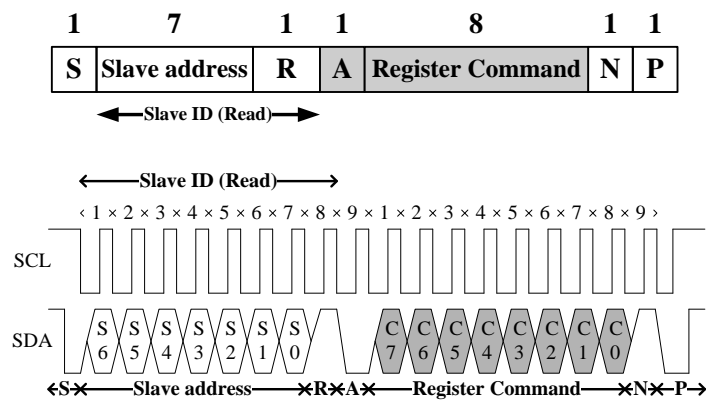 1 7 1 1 8 1 1
S Slave address R A Register Command N P
Slave ID (Read)
Slave ID (Read)
‹ 1 × 2 × 3 × 4 × 5 × 6 × 7 × 8 × 9 × 1 × 2 × 3 × 4 × 5 × 6 × 7 × 8 × 9 ›
SCL
SDA
S S S S S S S C C C C C C C C
6 5 4 3 2 1 0 7 6 5 4 3 2 1 0
S Slave address R A Register Command N P